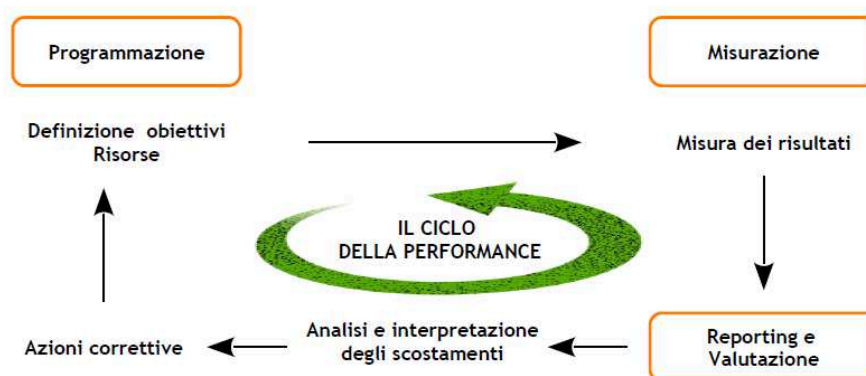 Programmazione
Misurazione
Definizione obiettivi
Risorse
Misura dei risultati
IL CICLO
DELLA PERFORMANCE
Azioni correttive
Analisi e interpretazione
degli scostamenti
Reporting e
Valutazione